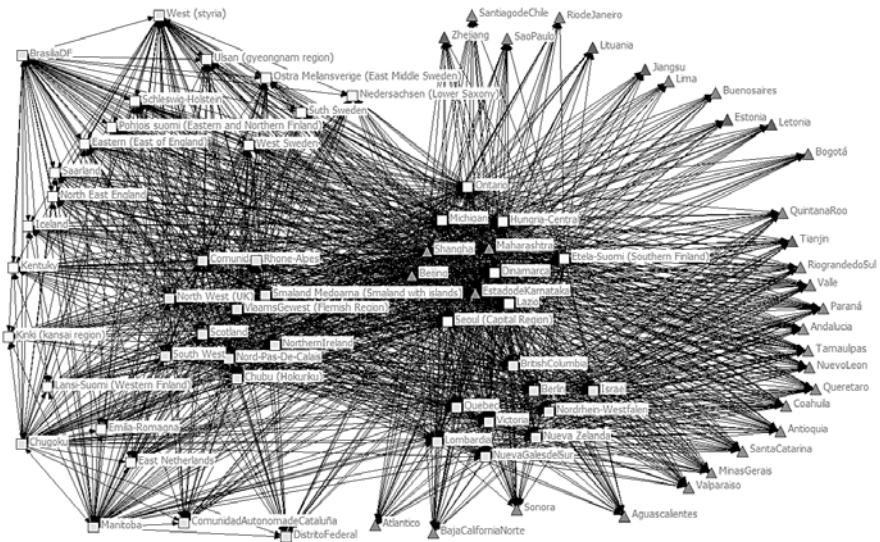 West (styria)
SantiagodeChile
RiodeJaneiro
Zhejiang
SaoPaulo
Lituania
BrasiliaDF
Ulsan (gyeongnam region)
Jiangsu
Ostra Mellansverige (East Middle Sweden)
Lima
Niedersachsen (Lower Saxony)
Buenosaires
Schleswig-Holstein
Suth Sweden
Estonia
Letonia
Pohjois suomi (Eastern and Northern Finland)
Eastern (East of England)
West Sweden
Bogotá
Saarland
Ontario
North East England
QuintanaRoo
Iceland
Michigan
Hungria-Central
Tianjin
Shanghai
Maharashtra
Comunid
Rhone-Alpes
Etela-Suomi (Southern Finland)
Kentuky
Beijing
Dinamarca
RiograndedoSul
Valle
North West (UK)
Smaland Medoarna (Smaland with islands)
EstadodeKarnataka
VlaamsGewest (Flemish Region)
Lazio
Paraná
Seoul (Capital Region)
Kinki (kansai region)
Scotland
Andalucia
NorthernIreland
South West
Nord-Pas-De-Calais
Tamaulpas
BritishColumbia
NuevoLeon
Lansi-Suomi (Western Finland)
Chubu (Hokuriku)
Berlin
Israel
Queretaro
Quebec
Nordrhein-Westfalen
Coahuila
Emilia-Romagna
Victoria
Antioquia
Chugoku
Lombardia
Nueva Zelanda
SantaCatarina
East Netherlands
NuevaGalesdelSur
MinasGerais
Valparaiso
Manitoba
ComunidadAutonomadeCataluña
Atlantico
Sonora
Aguascalientes
DistritoFederal
BajaCaliforniaNorte